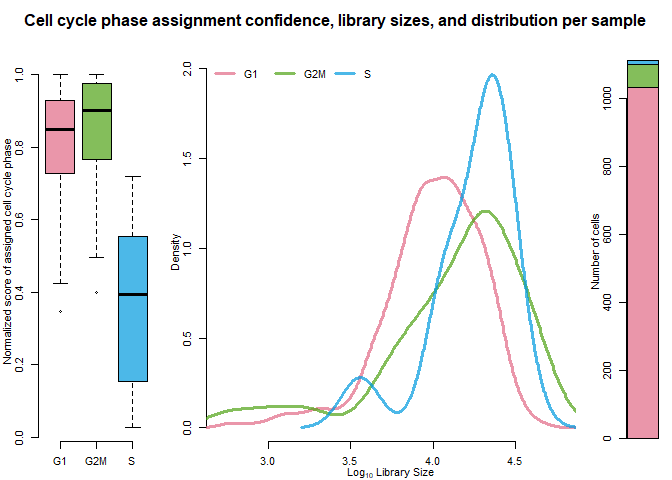 Cell cycle phase assignment confidence, library sizes, and distribution per sample
Normalized score of assigned cell cycle phase
0.0
0.2
0.4
0.6
0.8
1.0
G1
G2M
S
Density
0.0
0.5
1.0
1.5
2.0
G1
G2M
S
3.0
3.5
4.0
4.5
Log₁₀ Library Size
Number of cells
0
200
400
600
800
1000